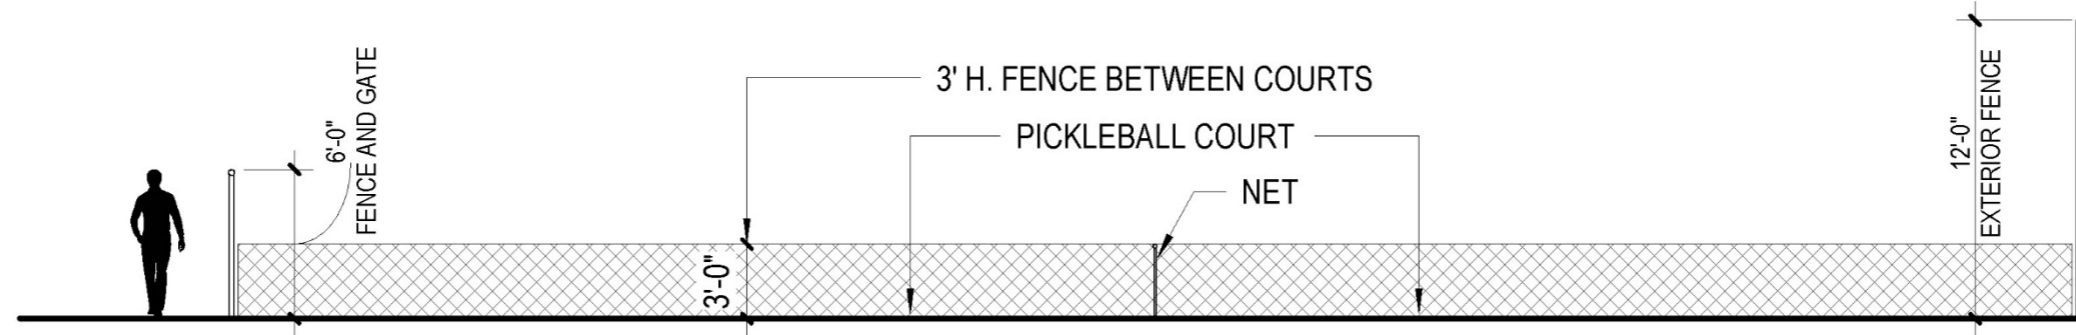 6'-0"
FENCE AND GATE
3' H. FENCE BETWEEN COURTS
PICKLEBALL COURT
NET
3'-0"
12'-0"
EXTERIOR FENCE